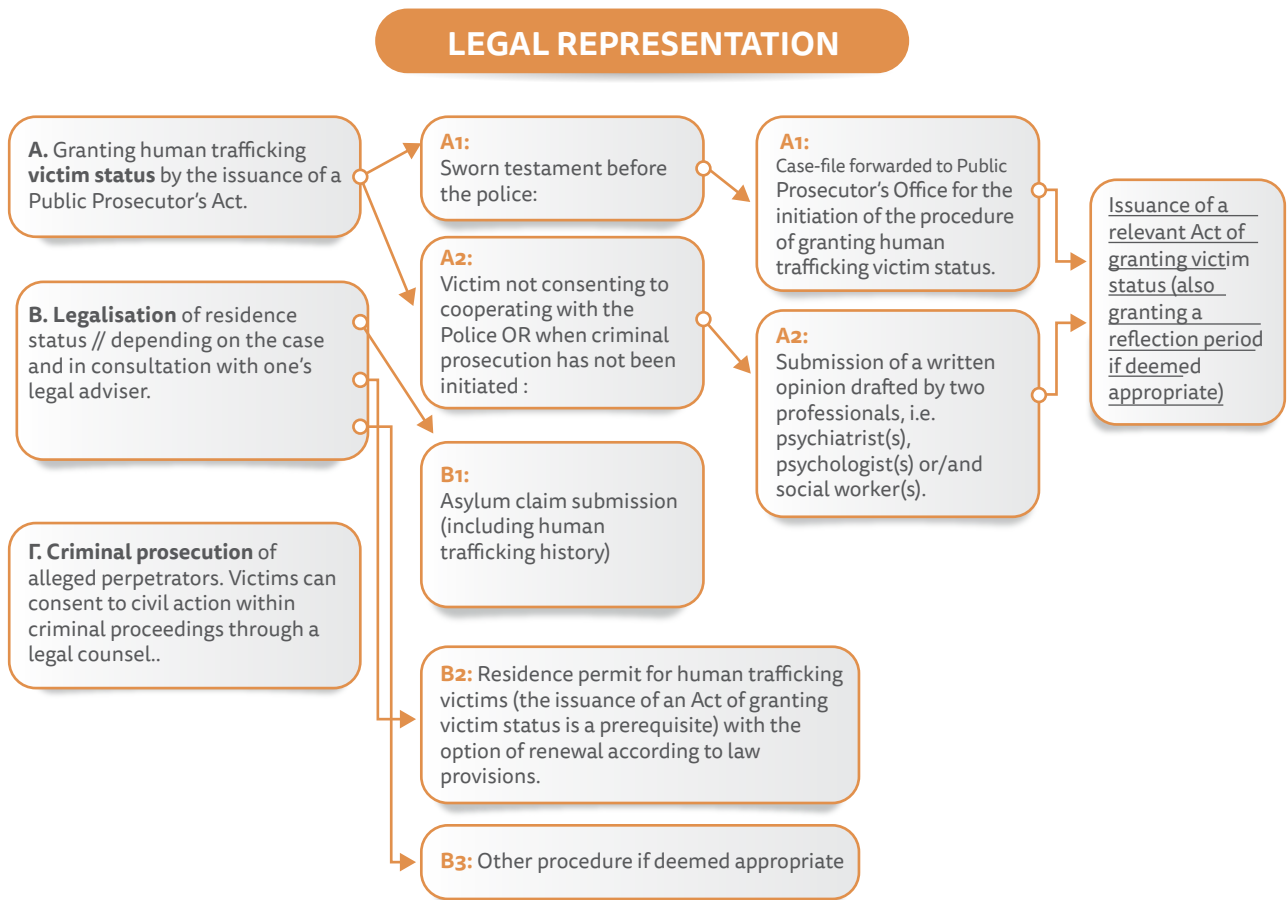 LEGAL REPRESENTATION
A. Granting human trafficking
victim status by the issuance of a
Public Prosecutor's Act.
A1:
Sworn testament before
the police:
A1:
Case-file forwarded to Public
Prosecutor's Office for the
initiation of the procedure
of granting human
trafficking victim status.
Issuance of a
relevant Act of
granting victim
status (also
granting a
reflection period
if deemed
appropriate)
A2:
Victim not consenting to
cooperating with the
Police OR when criminal
prosecution has not been
initiated :
A2:
Submission of a written
opinion drafted by two
professionals, i.e.
psychiatrist(s),
psychologist(s) or/and
social worker(s).
B. Legalisation of residence
status // depending on the case
and in consultation with one's
legal adviser.
B1:
Asylum claim submission
(including human
trafficking history)
Γ. Criminal prosecution of
alleged perpetrators. Victims can
consent to civil action within
criminal proceedings through a
legal counsel..
B2: Residence permit for human trafficking
victims (the issuance of an Act of granting
victim status is a prerequisite) with the
option of renewal according to law
provisions.
B3: Other procedure if deemed appropriate